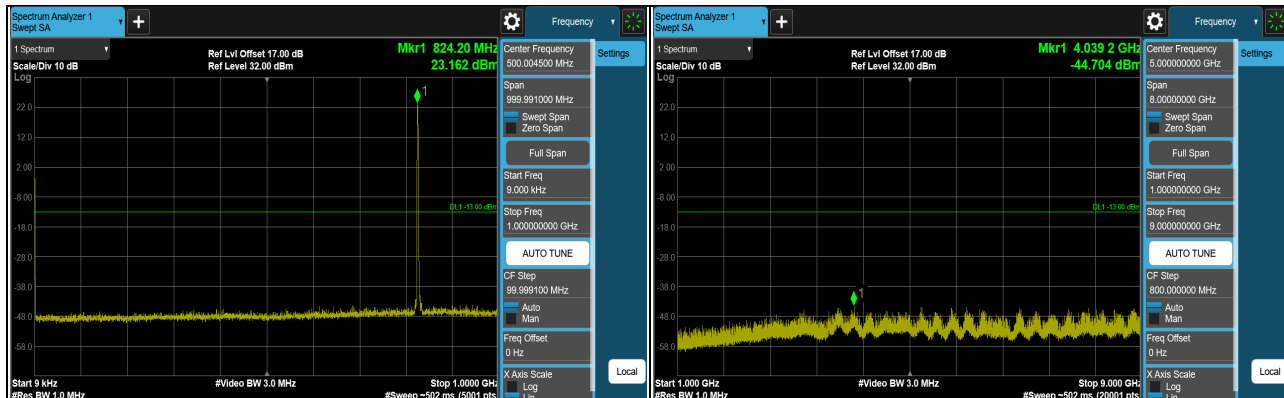 Spectrum Analyzer 1
Swept SA
+
Frequency
1 Spectrum
Ref Lvl Offset 17.00 dB
Mkr1 824.20 MHz
Scale/Div 10 dB
Ref Level 32.00 dBm
23.162 dBm
Log
1
22.0
12.0
2.00
-8.00
DL1 -13.00 dBm
-18.0
-28.0
-38.0
-48.0
-58.0
Start 9 kHz
#Video BW 3.0 MHz
Stop 1.0000 GHz
#Res BW 1.0 MHz
#Sweep ~502 ms (5001 pts)
Center Frequency
500.004500 MHz
Settings
Span
999.991000 MHz
Swept Span
Zero Span
Full Span
Start Freq
9.000 kHz
Stop Freq
1.000000000 GHz
AUTO TUNE
CF Step
99.999100 MHz
Auto
Man
Freq Offset
0 Hz
X Axis Scale
Log
Lin
Local
Spectrum Analyzer 1
Swept SA
+
Frequency
1 Spectrum
Ref Lvl Offset 17.00 dB
Mkr1 4.039 2 GHz
Scale/Div 10 dB
Ref Level 32.00 dBm
-44.704 dBm
Log
22.0
12.0
2.00
-8.00
DL1 -13.00 dBm
-18.0
-28.0
-38.0
1
-48.0
-58.0
Start 1.000 GHz
#Video BW 3.0 MHz
Stop 9.000 GHz
#Res BW 1.0 MHz
#Sweep ~502 ms (20001 pts)
Center Frequency
5.000000000 GHz
Settings
Span
8.00000000 GHz
Swept Span
Zero Span
Full Span
Start Freq
1.000000000 GHz
Stop Freq
9.000000000 GHz
AUTO TUNE
CF Step
800.000000 MHz
Auto
Man
Freq Offset
0 Hz
X Axis Scale
Log
Lin
Local